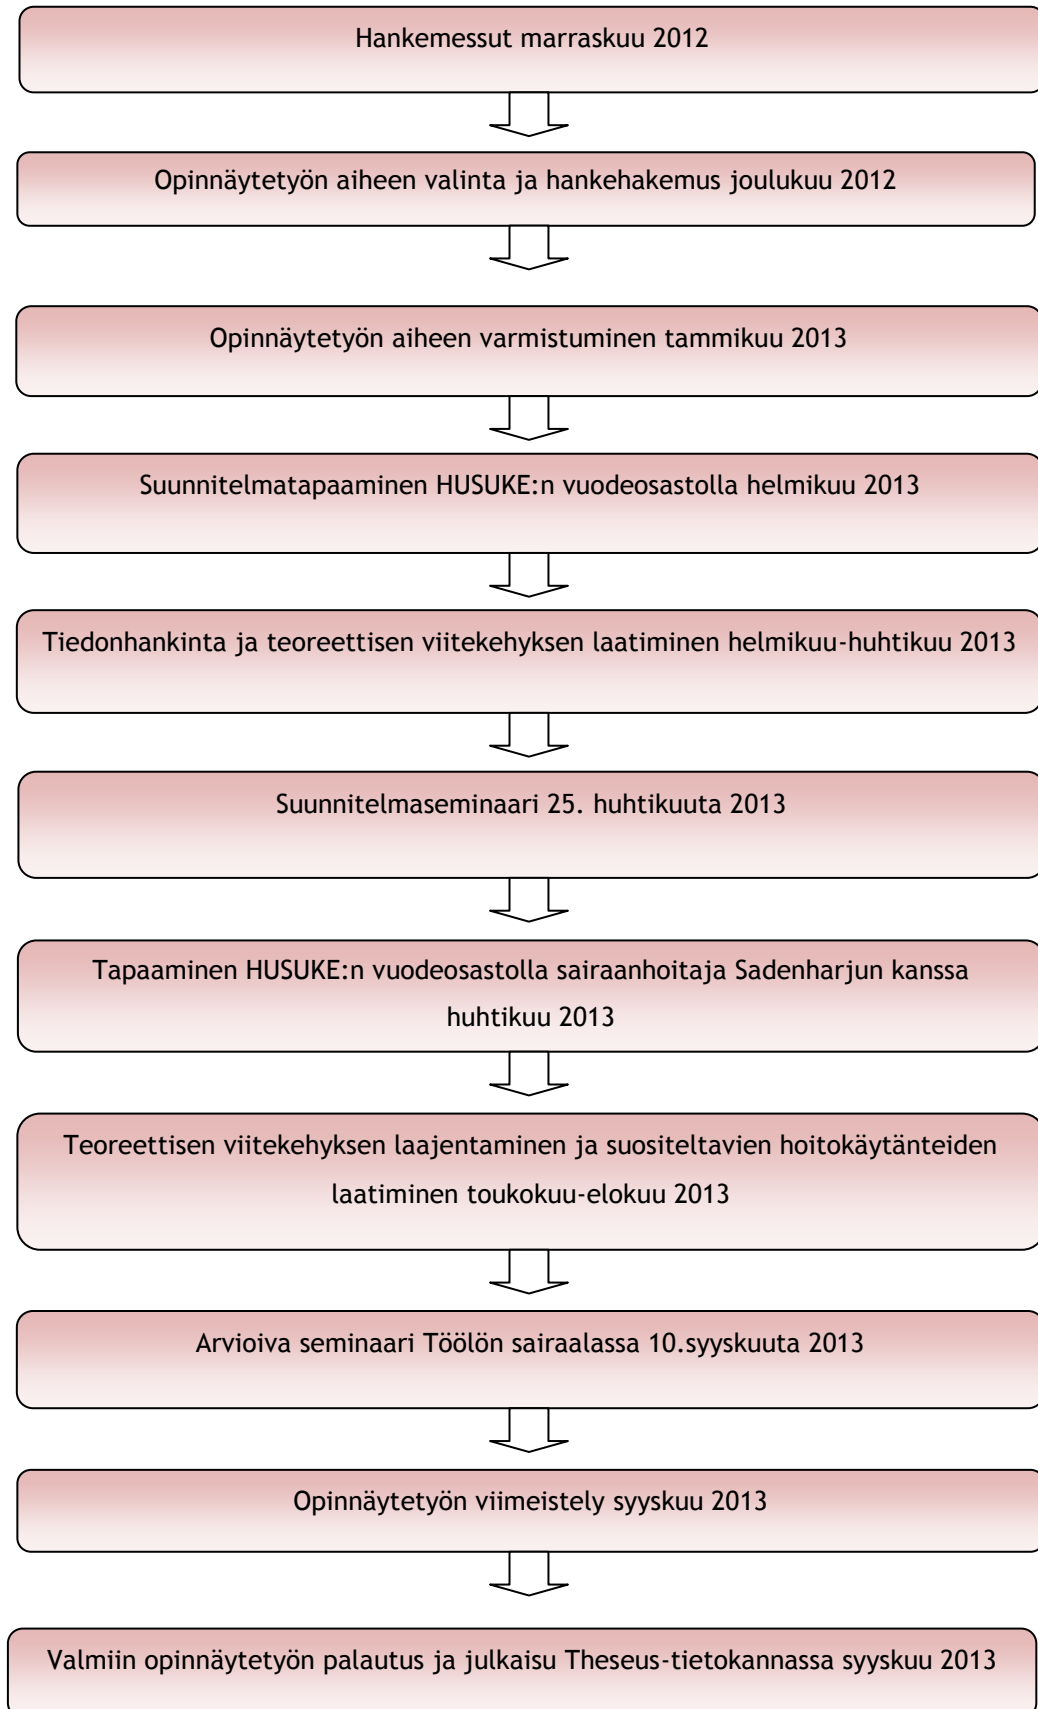 Hankemessut marraskuu 2012
Opinnäytetyön aiheen valinta ja hankehakemus joulukuu 2012
Opinnäytetyön aiheen varmistuminen tammikuu 2013
Suunnitelmatapaaminen HUSUKE:n vuodeosastolla helmikuu 2013
Tiedonhankinta ja teoreettisen viitekehyksen laatiminen helmikuu-huhtikuu 2013
Suunnitelmaseminaari 25. huhtikuuta 2013
Tapaaminen HUSUKE:n vuodeosastolla sairaanhoitaja Sadenharjun kanssa
huhtikuu 2013
Teoreettisen viitekehyksen laajentaminen ja suositeltavien hoitokäytänteiden
laatiminen toukokuu-elokuu 2013
Arvioiva seminaari Töölön sairaalassa 10.syyskuuta 2013
Opinnäytetyön viimeistely syyskuu 2013
Valmiin opinnäytetyön palautus ja julkaisu Theseus-tietokannassa syyskuu 2013